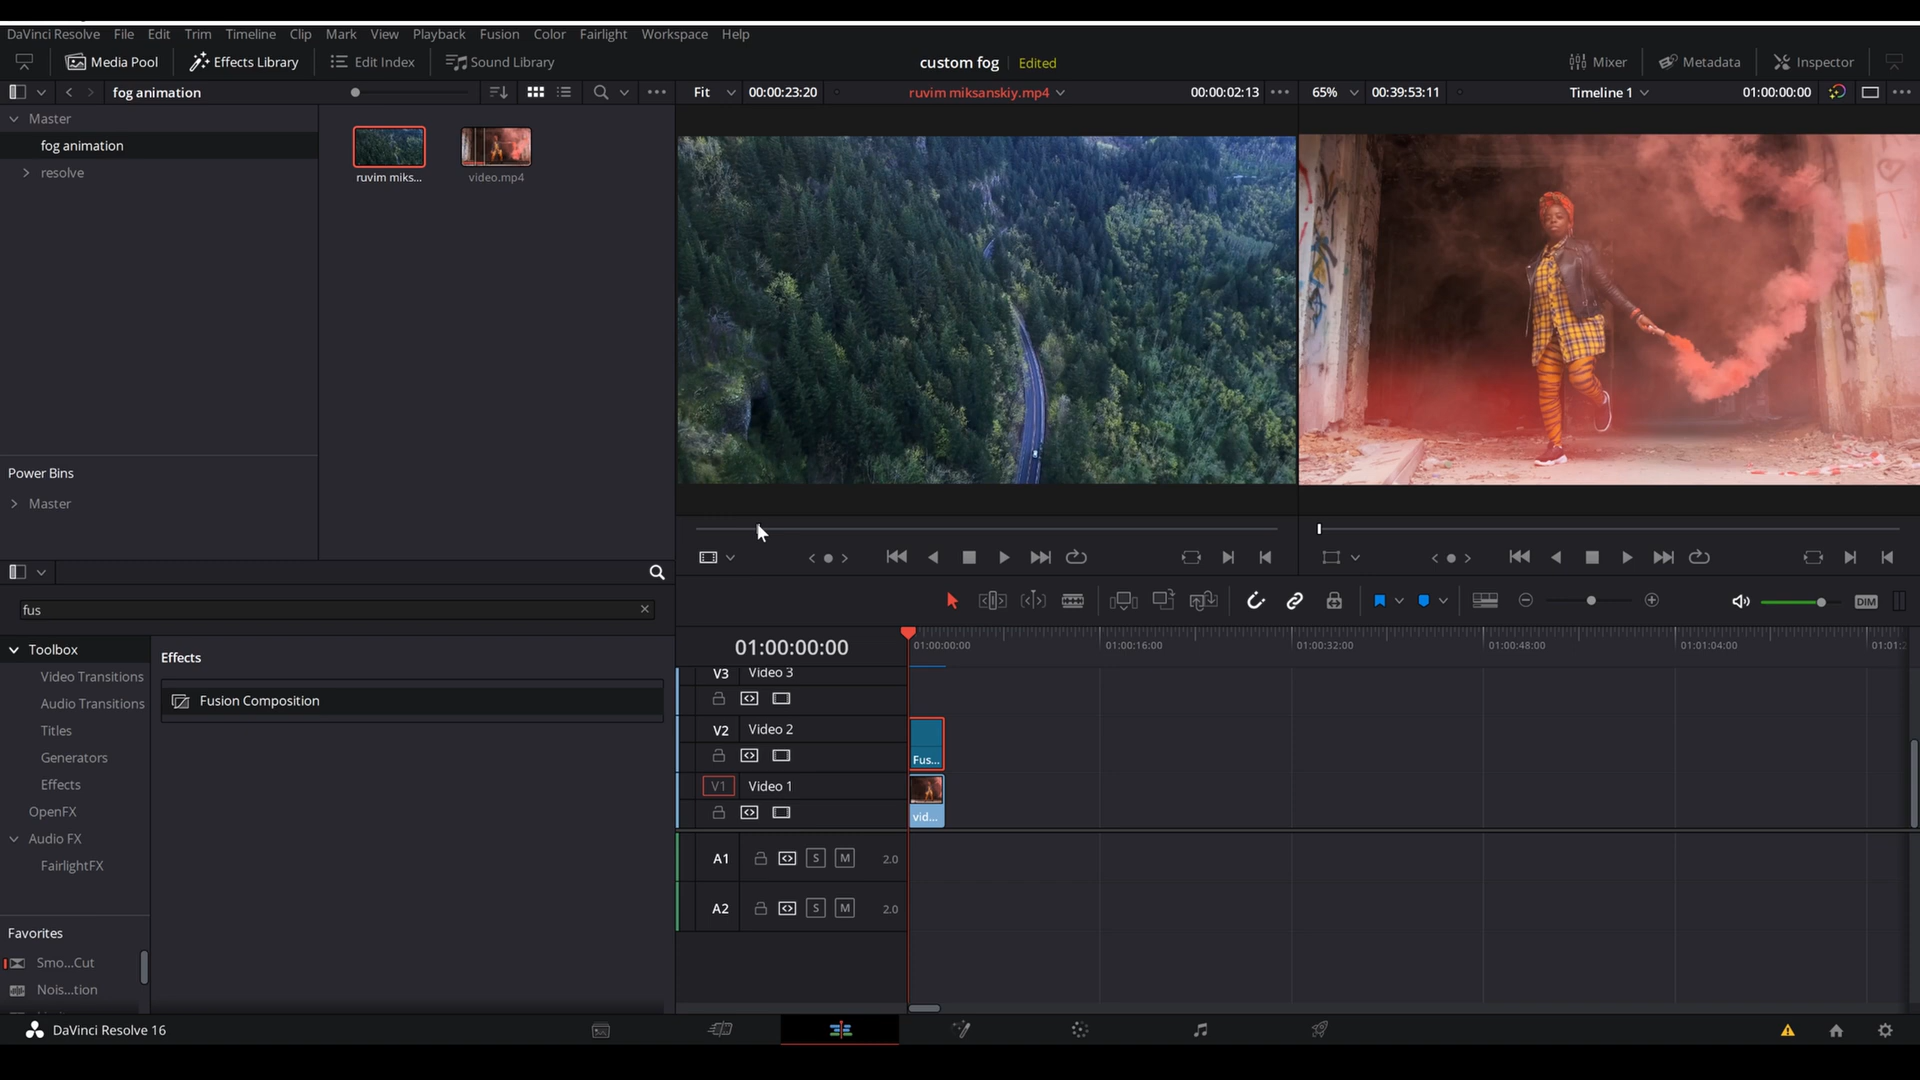 DaVinci Resolve File Edit Trim Timeline Clip Mark View Playback Fusion Color Fairlight Workspace Help
Media Pool Effects Library Edit Index Sound Library custom fog Edited Mixer Metadata Inspector
fog animation Fit 00:00:23:20 ruvim miksanskiy.mp4 00:00:02:13 65% 00:39:53:11 Timeline 1 01:00:00:00
Master
fog animation
resolve
ruvim miks... video.mp4
Power Bins
Master
fus
Toolbox
Video Transitions
Audio Transitions
Titles
Generators
Effects
OpenFX
Audio FX
FairlightFX
Favorites
Smo...Cut
Nois...tion
Effects
Fusion Composition
DIM
01:00:00:00 01:00:00:00 01:00:16:00 01:00:32:00 01:00:48:00 01:01:04:00 01:01:2
V3 Video 3
V2 Video 2
Fus...
V1 Video 1
vid...
A1 S M 2.0
A2 S M 2.0
DaVinci Resolve 16